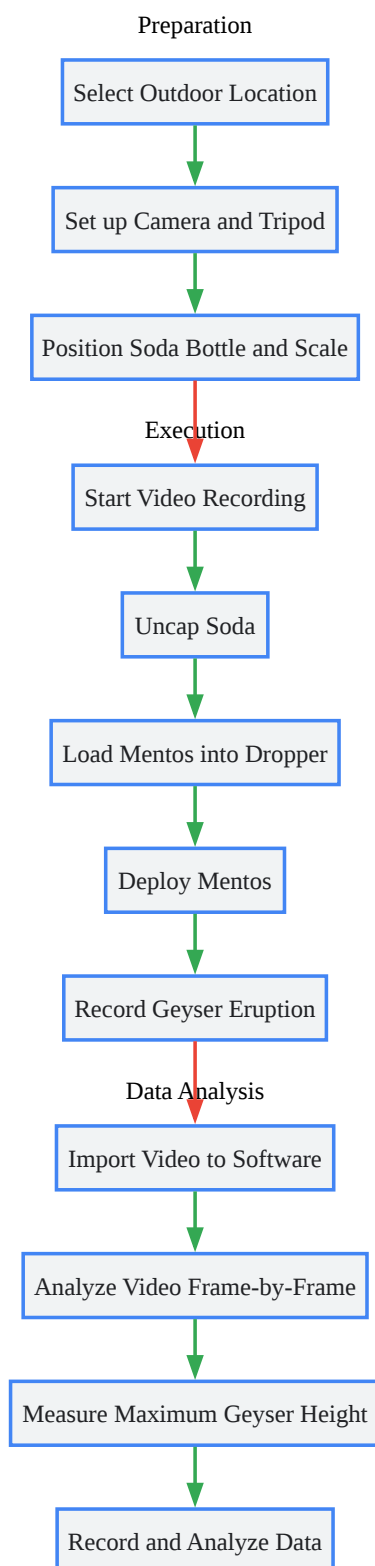 Preparation
Select Outdoor Location
Set up Camera and Tripod
Position Soda Bottle and Scale
Execution
Start Video Recording
Uncap Soda
Load Mentos into Dropper
Deploy Mentos
Record Geyser Eruption
Data Analysis
Import Video to Software
Analyze Video Frame-by-Frame
Measure Maximum Geyser Height
Record and Analyze Data